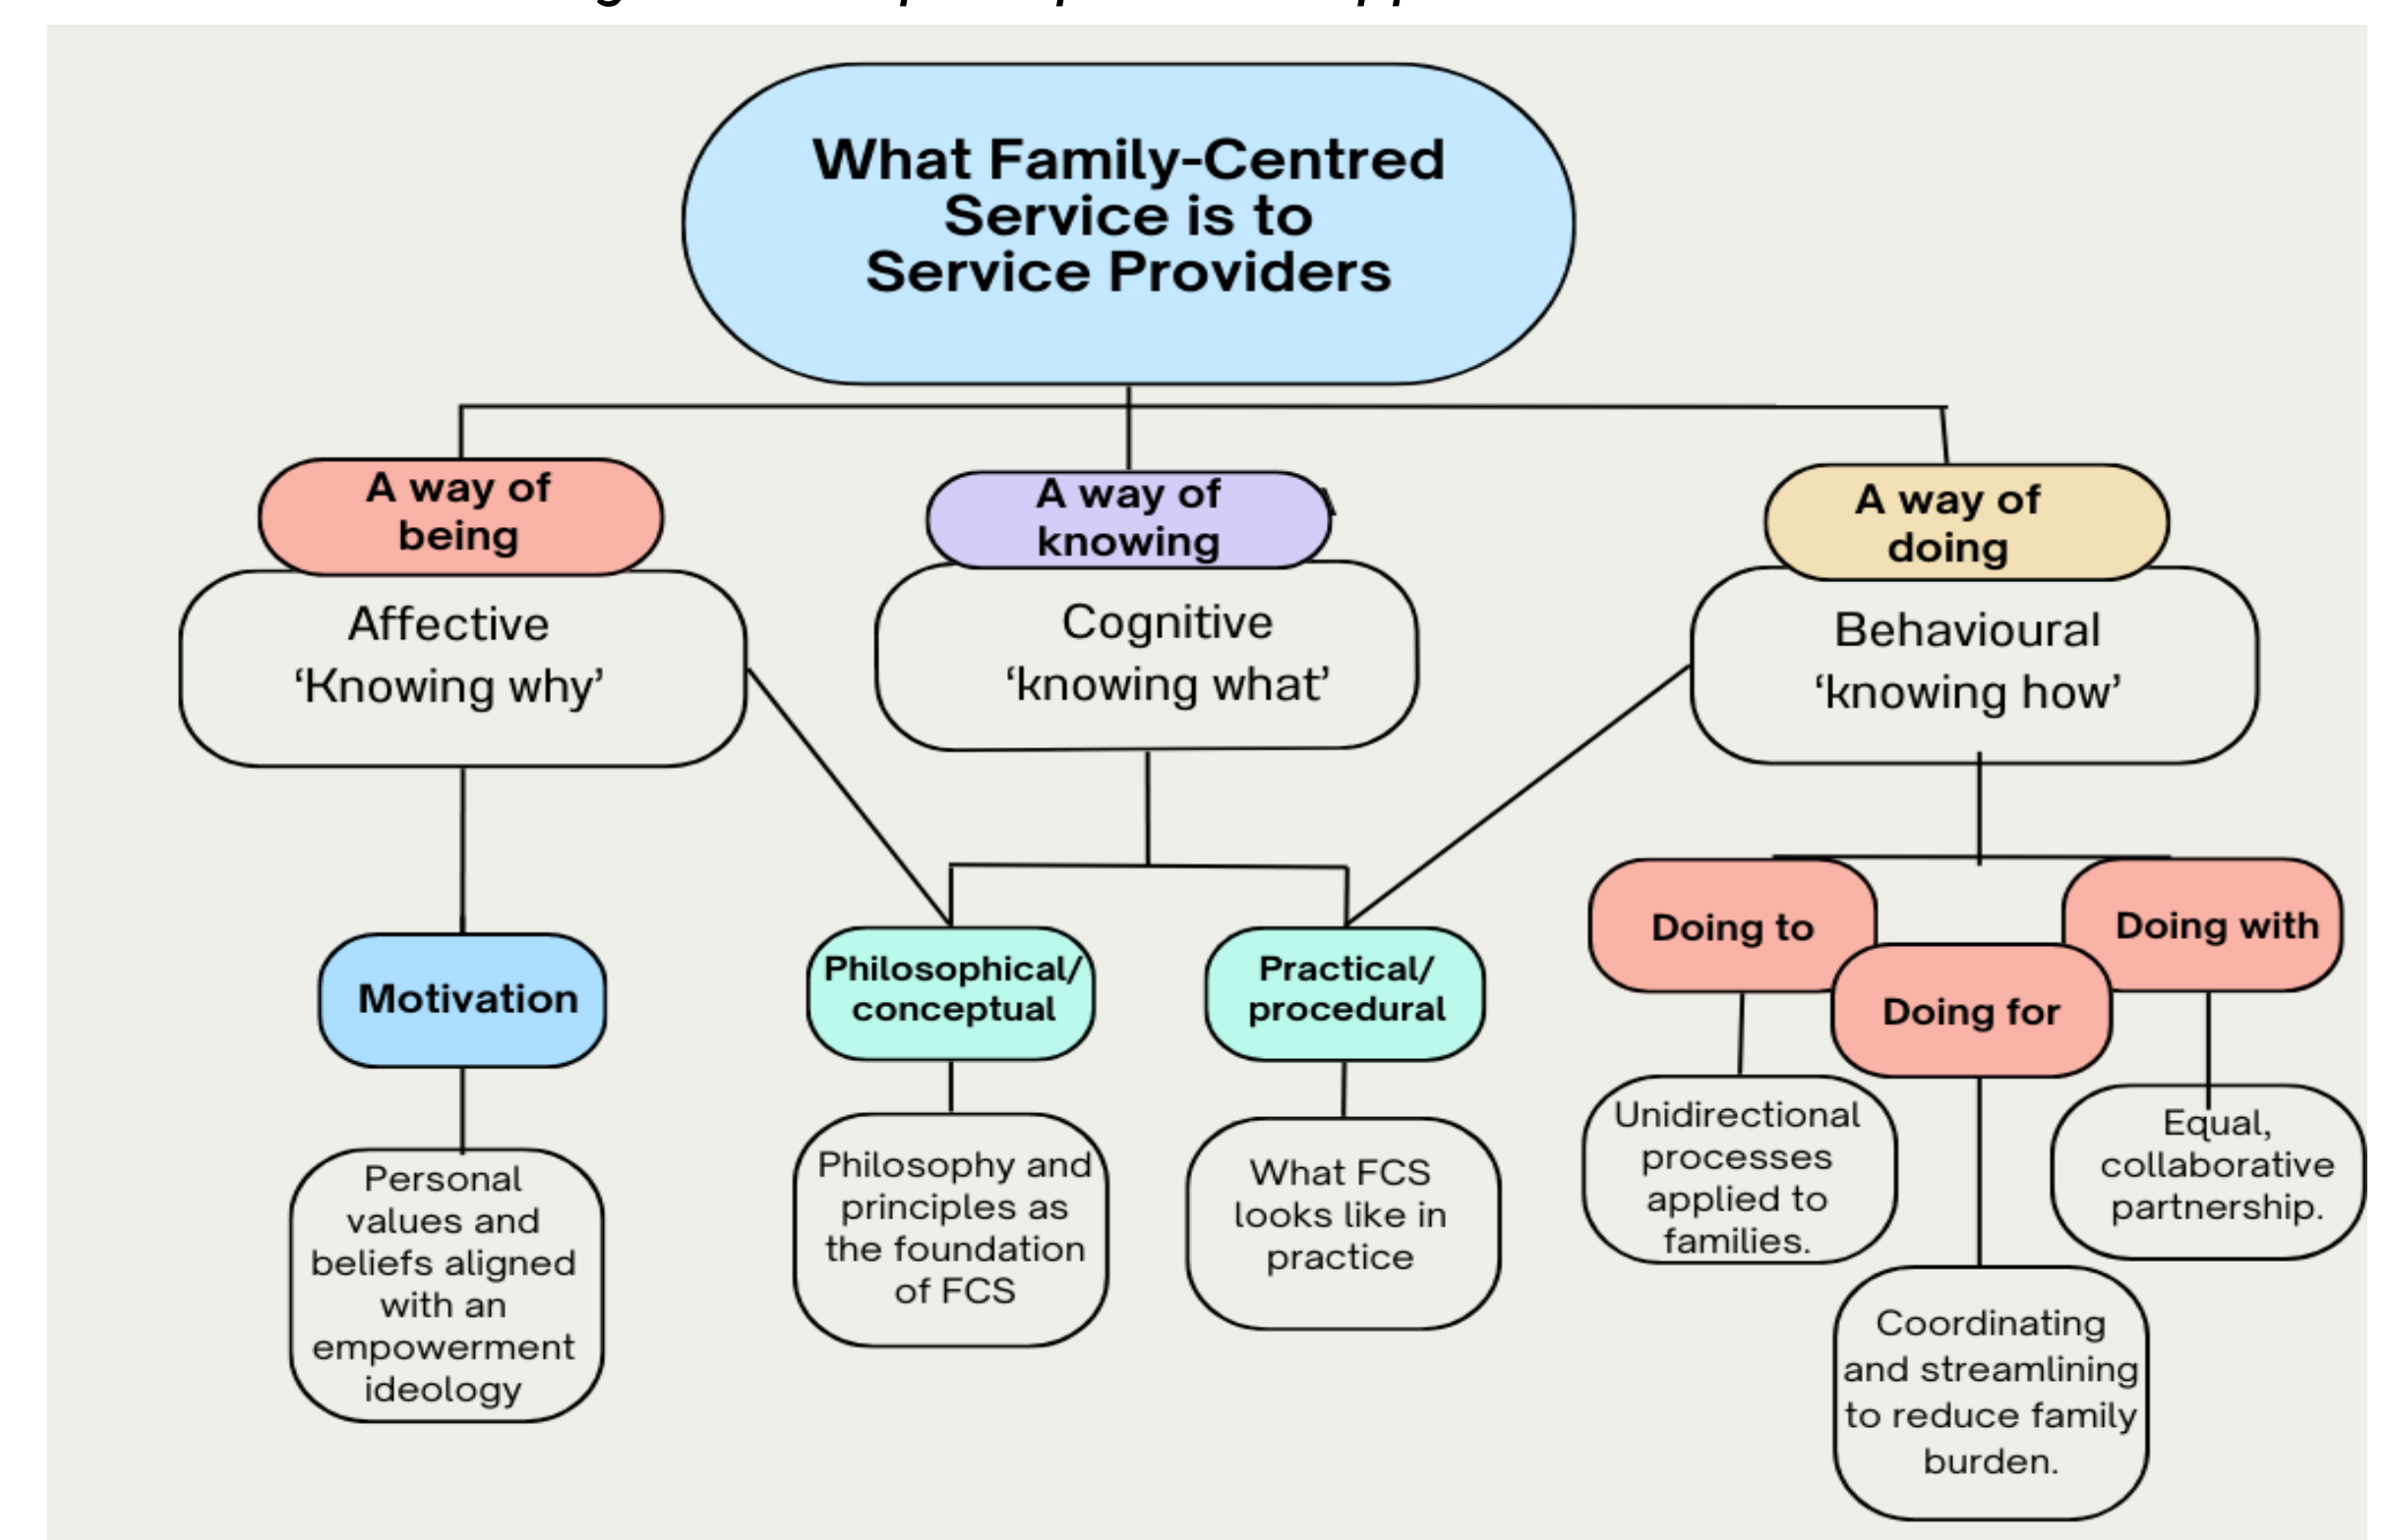 What Family-Centred
Service is to
Service Providers
A way of
being
Affective
‘Knowing why’
A way of
knowing
Cognitive
‘knowing what’
A way of
doing
Behavioural
‘knowing how’
Motivation
Personal
values and
beliefs aligned
with an
empowerment
ideology
Philosophical/
conceptual
Philosophy and
principles as
the foundation
of FCS
Practical/
procedural
What FCS
looks like in
practice
Doing to
Unidirectional
processes
applied to
families.
Doing for
Coordinating
and streamlining
to reduce family
burden.
Doing with
Equal,
collaborative
partnership.